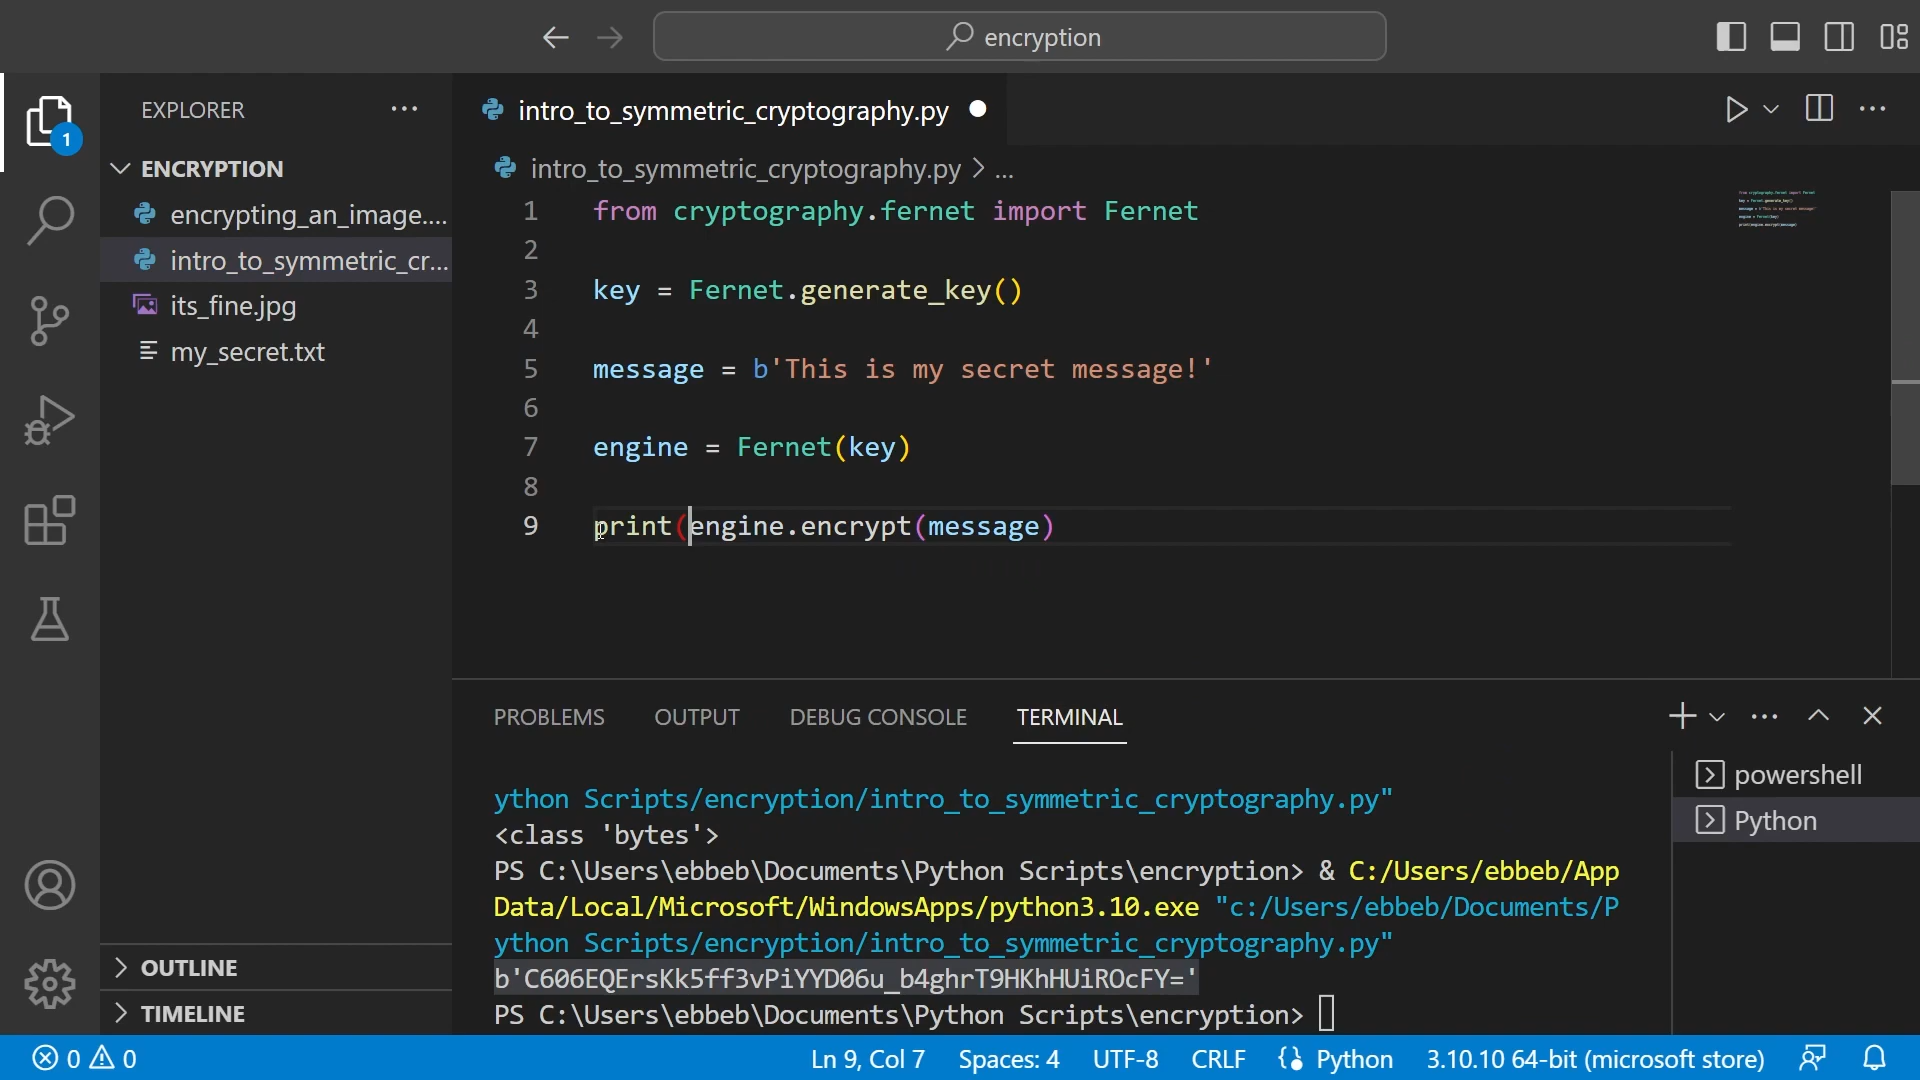 encryption
EXPLORER
ENCRYPTION
encrypting_an_image....
intro_to_symmetric_cr...
its_fine.jpg
my_secret.txt
OUTLINE
TIMELINE
1
intro_to_symmetric_cryptography.py
intro_to_symmetric_cryptography.py > ...
1 from cryptography.fernet import Fernet
2
3 key = Fernet.generate_key()
4
5 message = b'This is my secret message!'
6
7 engine = Fernet(key)
8
9 print(engine.encrypt(message)
PROBLEMS OUTPUT DEBUG CONSOLE TERMINAL
ython Scripts/encryption/intro_to_symmetric_cryptography.py"
<class 'bytes'>
PS C:\Users\ebbeb\Documents\Python Scripts\encryption> & C:/Users/ebbeb/App
Data/Local/Microsoft/WindowsApps/python3.10.exe "c:/Users/ebbeb/Documents/P
ython Scripts/encryption/intro_to_symmetric_cryptography.py"
b'C606EQErsKk5ff3vPiYYD06u_b4ghrT9HKhHUiROcFY='
PS C:\Users\ebbeb\Documents\Python Scripts\encryption>
powershell
Python
0 0 Ln 9, Col 7 Spaces: 4 UTF-8 CRLF Python 3.10.10 64-bit (microsoft store)